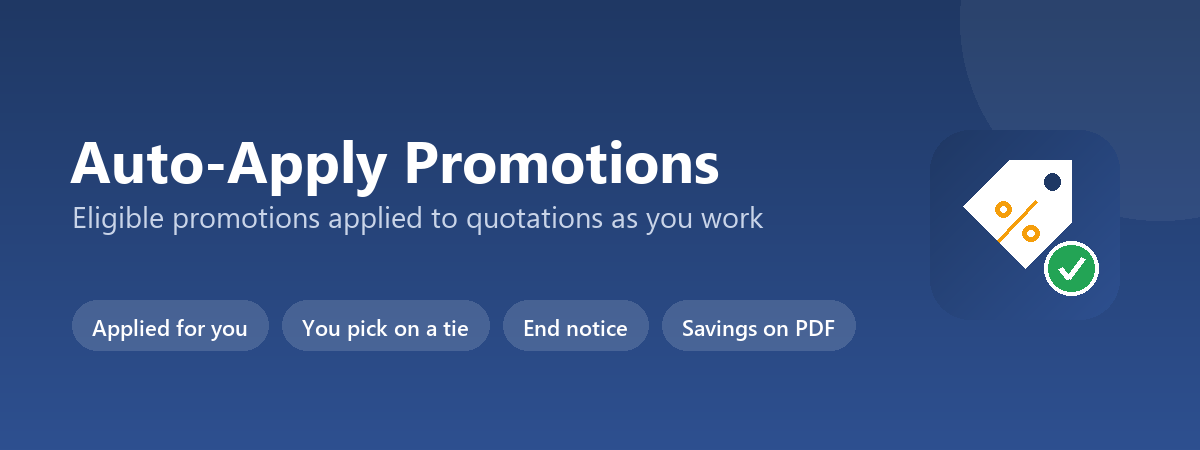 Auto-Apply Promotions
Eligible promotions applied to quotations as you work
Applied for you
You pick on a tie
End notice
Savings on PDF